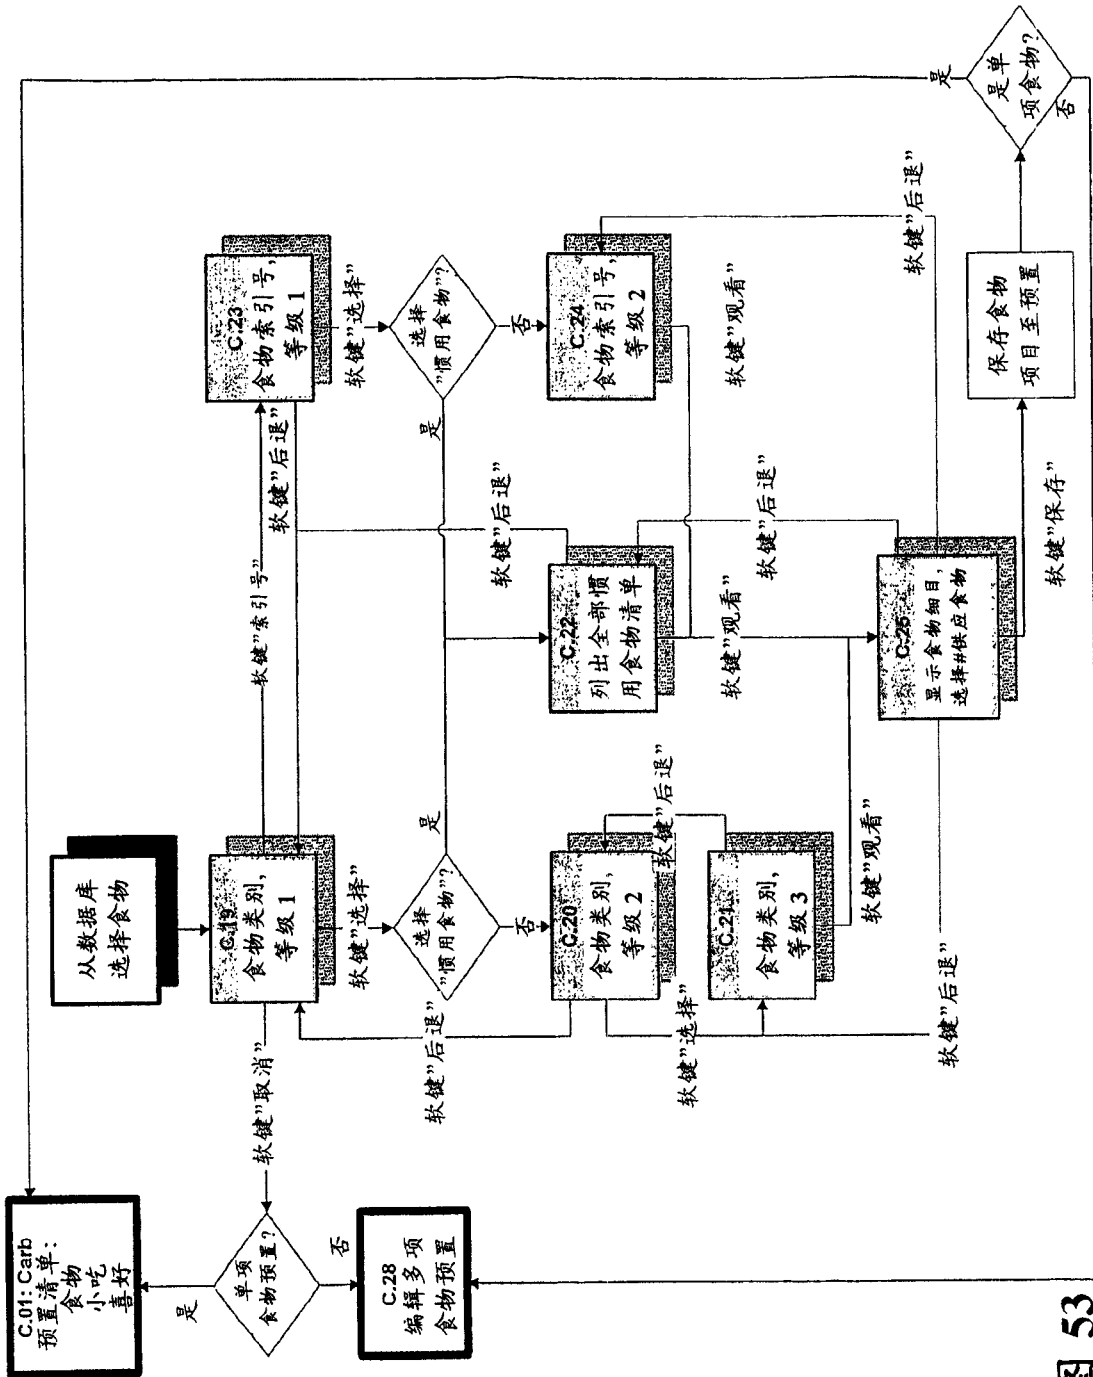 C.01: Carb
预置清单:
食物
小吃
喜好
是
单项
食物预置?
否
C.28
编辑多项
食物预置
软键"取消"
从数据库
选择食物
C.19
食物类别,
等级 1
软键"选择"
选择
"惯用食物"?
是
否
软键"后退"
C.20
食物类别,
等级 2
软键"后退"
软键"选择"
C.21
食物类别,
等级 3
软键"观看"
软键"后退"
软键"索引号"
软键"后退"
C.23
食物索引号,
等级 1
软键"选择"
选择
"惯用食物"?
是
否
C.24
食物索引号,
等级 2
软键"观看"
软键"后退"
软键"后退"
C.22
列出全部惯
用食物清单
软键"观看"
软键"后退"
C.25
显示食物细目,
选择#供应食物
软键"保存"
保存食物
项目至预置
是单
项食物?
是
否
图 53